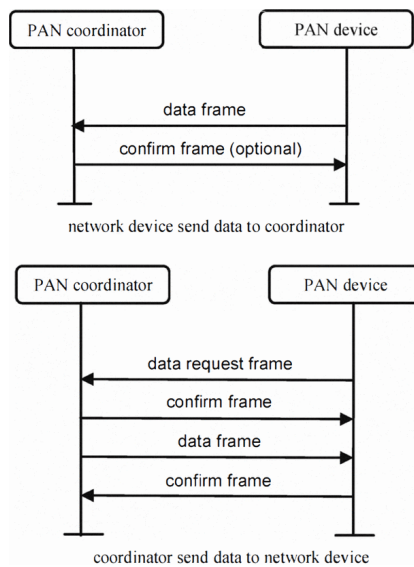 PAN coordinator
PAN device
data frame
confirm frame (optional)
network device send data to coordinator
PAN coordinator
PAN device
data request frame
confirm frame
data frame
confirm frame
coordinator send data to network device